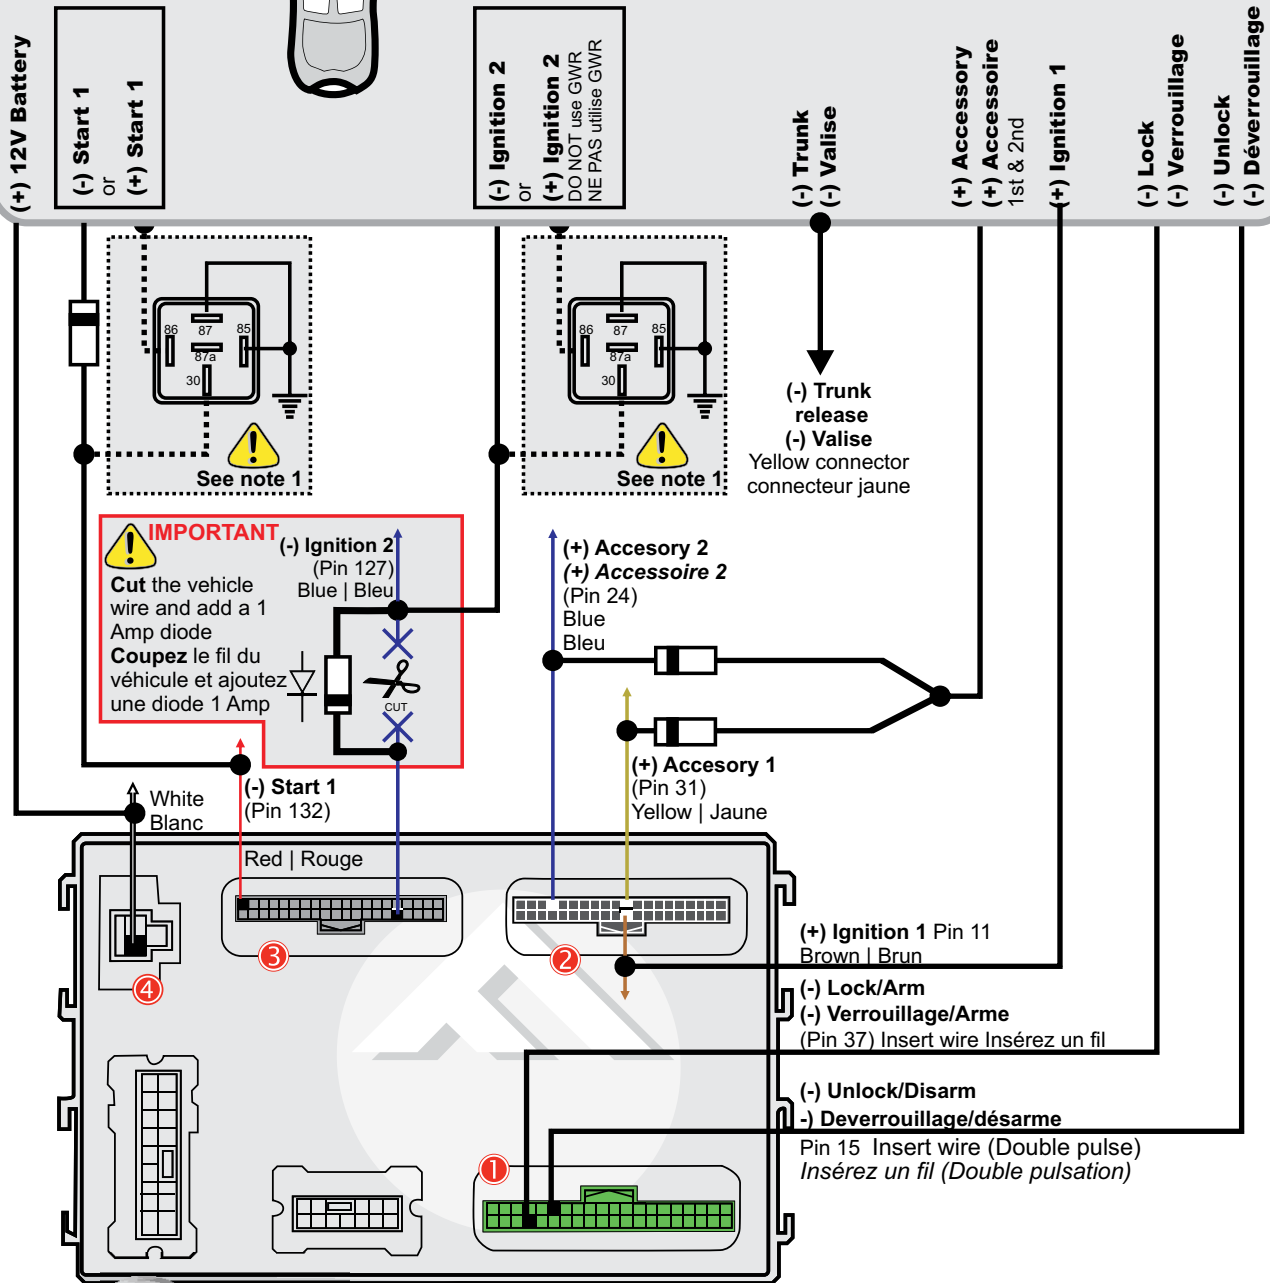 (+) 12V Battery
(-) Start 1
or
(+) Start 1
(-) Ignition 2
or
(+) Ignition 2
DO NOT use GWR
NE PAS utilise GWR
(-) Trunk
(-) Valise
(+) Accessory
(+) Accessoire
1st & 2nd
(+) Ignition 1
(-) Lock
(-) Verrouillage
(-) Unlock
(-) Déverrouillage
86
87
85
87a
30
See note 1
86
87
85
87a
30
See note 1
(-) Trunk
release
(-) Valise
Yellow connector
connecteur jaune
IMPORTANT
Cut the vehicle
wire and add a 1
Amp diode
Coupez le fil du
véhicule et ajoutez
une diode 1 Amp
(-) Ignition 2
(Pin 127)
Blue | Bleu
CUT
(+) Accesory 2
(+) Accessoire 2
(Pin 24)
Blue
Bleu
(+) Accesory 1
(Pin 31)
Yellow | Jaune
(-) Start 1
(Pin 132)
White
Blanc
Red | Rouge
3
2
4
(+) Ignition 1 Pin 11
Brown | Brun
(-) Lock/Arm
(-) Verrouillage/Arme
(Pin 37) Insert wire Insérez un fil
(-) Unlock/Disarm
-) Deverrouillage/désarme
Pin 15 Insert wire (Double pulse)
Insérez un fil (Double pulsation)
1